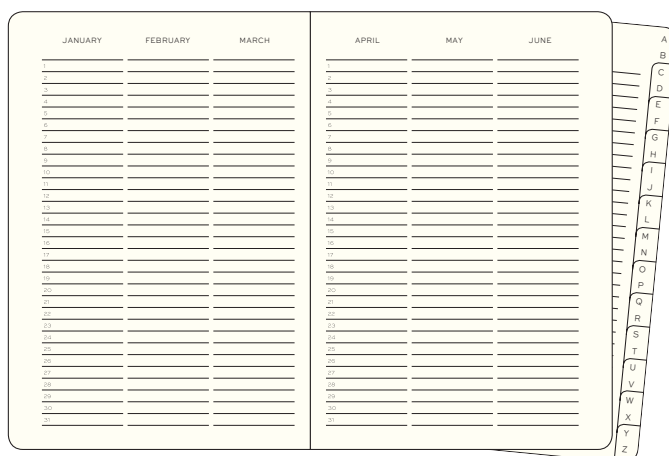 JANUARY FEBRUARY MARCH
1
2
3
4
5
6
7
8
9
10
11
12
13
14
15
16
17
18
19
20
21
22
23
24
25
26
27
28
29
30
31
APRIL MAY JUNE
1
2
3
4
5
6
7
8
9
10
11
12
13
14
15
16
17
18
19
20
21
22
23
24
25
26
27
28
29
30
31
A
B
C
D
E
F
G
H
I
J
K
L
M
N
O
P
Q
R
S
T
U
V
W
X
Y
Z